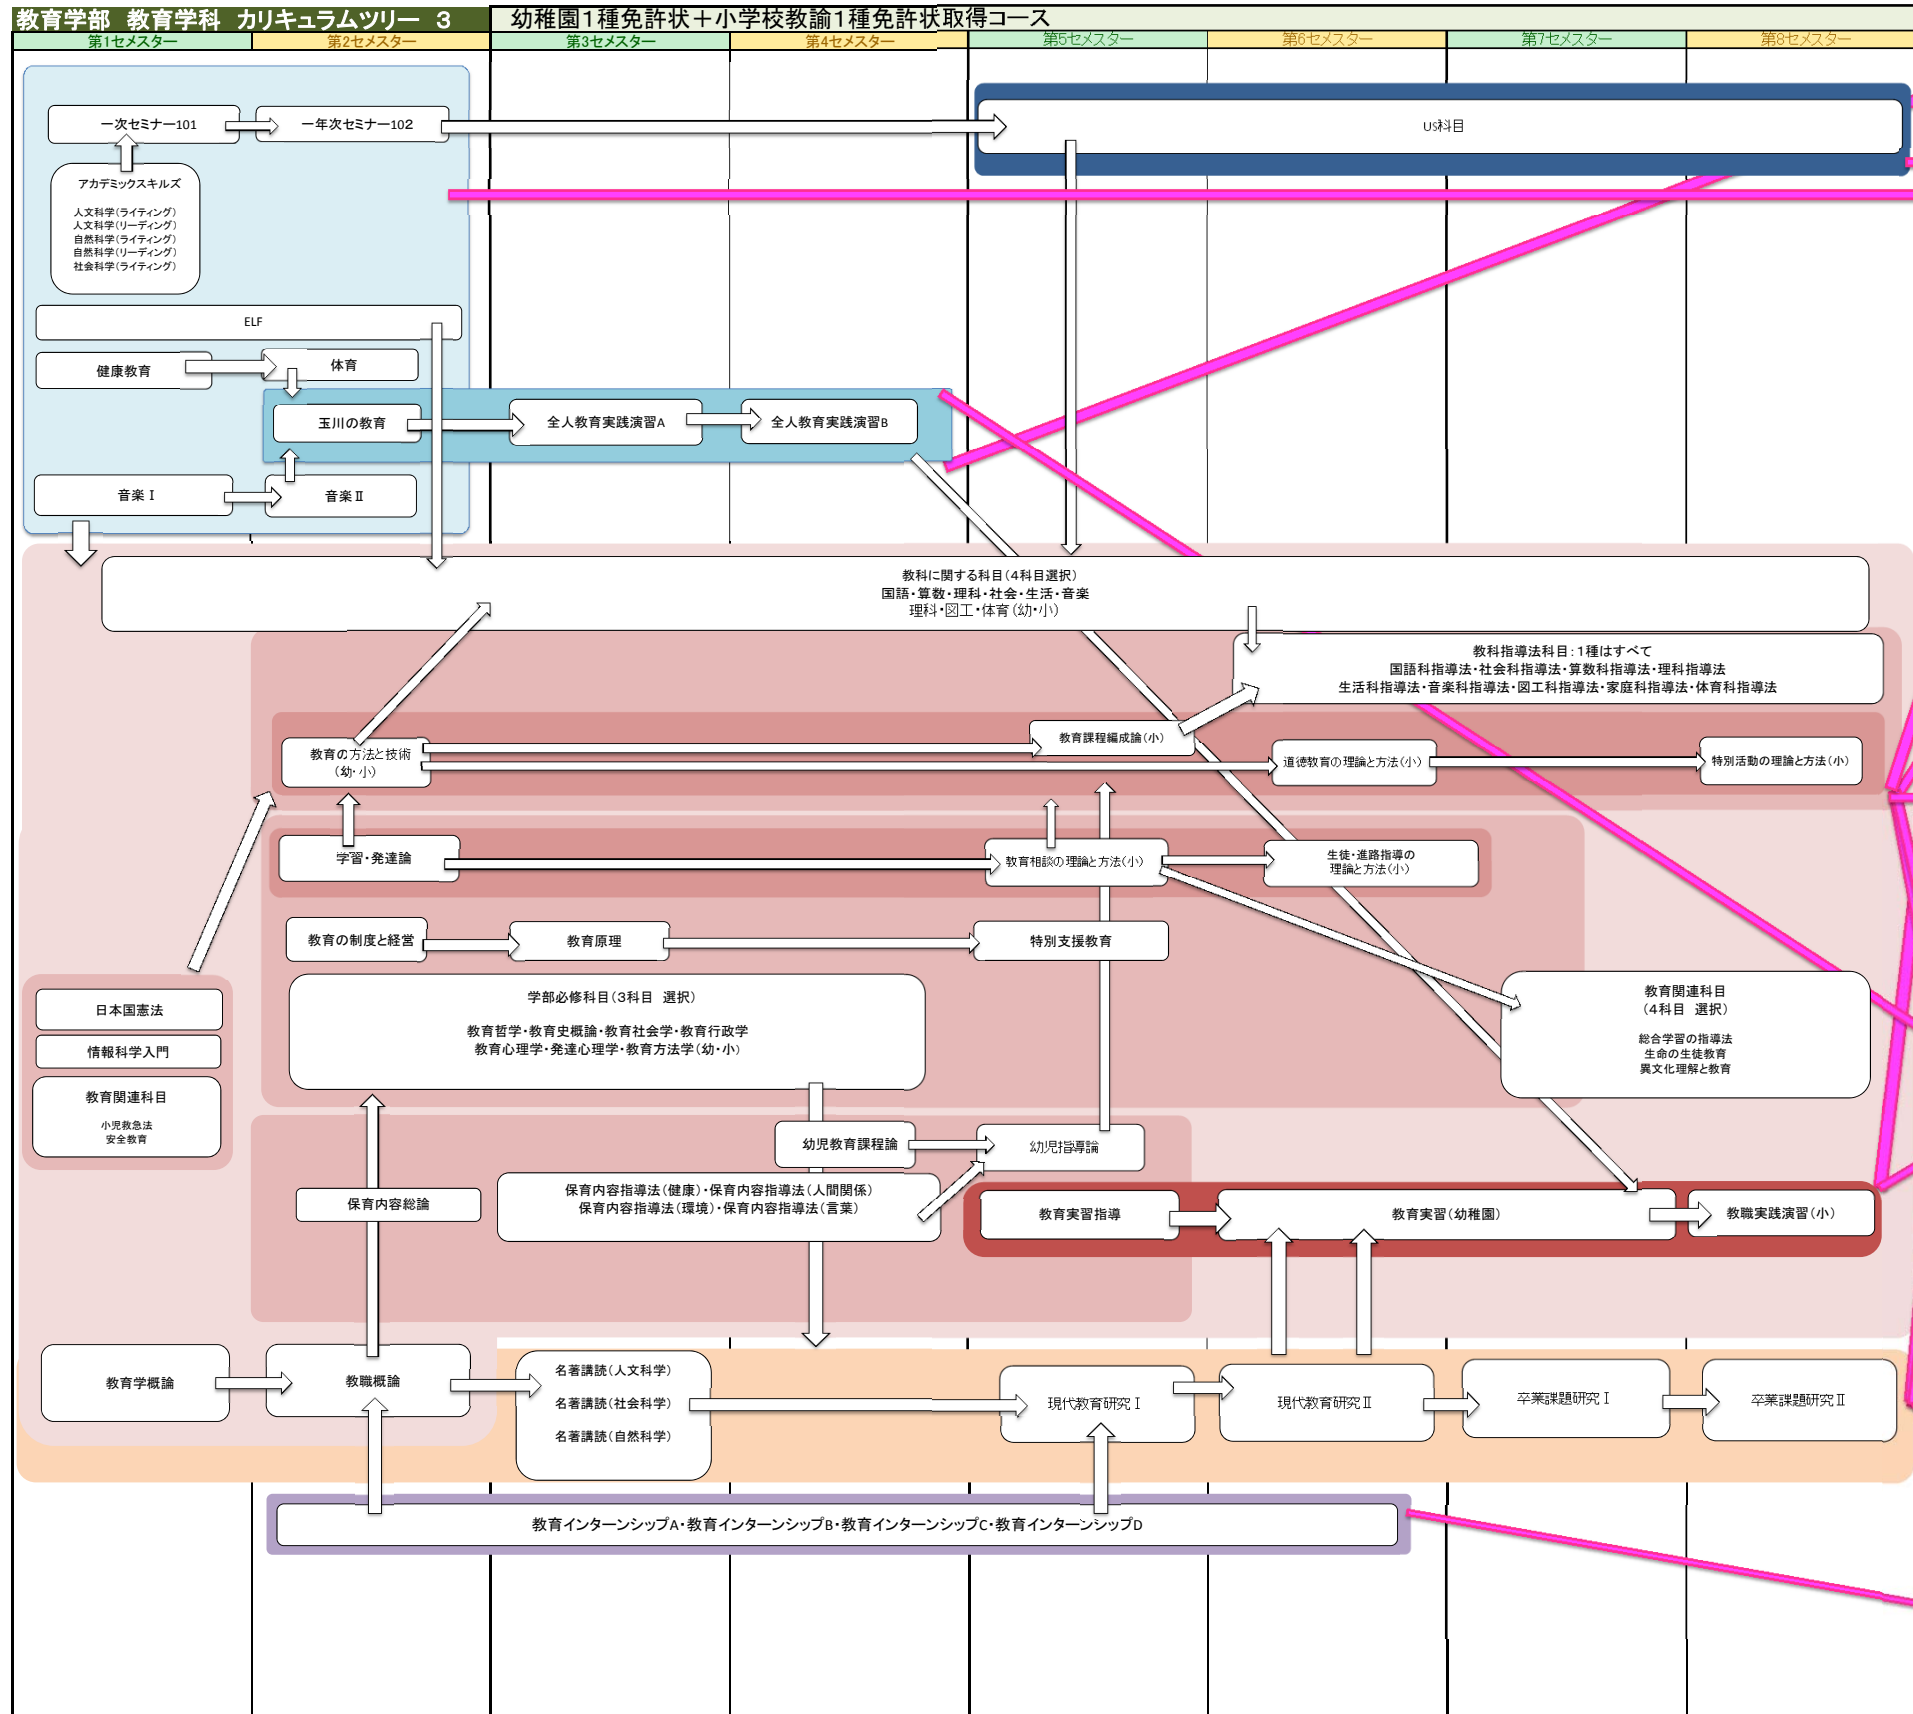 教育学部　教育学科　カリキュラムツリー　3
幼稚園1種免許状＋小学校教諭1種免許状取得コース
第1セメスター
第2セメスター
第3セメスター
第4セメスター
第5セメスター
第6セメスター
第7セメスター
第8セメスター
一次セミナー101
一年次セミナー102
US科目
アカデミックスキルズ
人文科学(ライティング)
人文科学(リーディング)
自然科学(ライティング)
自然科学(リーディング)
社会科学(ライティング)
ELF
健康教育
体育
玉川の教育
全人教育実践演習A
全人教育実践演習B
音楽Ⅰ
音楽Ⅱ
教科に関する科目(4科目選択)
国語・算数・理科・社会・生活・音楽
理科・図工・体育(幼・小)
教科指導法科目:1種はすべて
国語科指導法・社会科指導法・算数科指導法・理科指導法
生活科指導法・音楽科指導法・図工科指導法・家庭科指導法・体育科指導法
教育の方法と技術
(幼・小)
教育課程編成論(小)
道徳教育の理論と方法(小)
特別活動の理論と方法(小)
学習・発達論
教育相談の理論と方法(小)
生徒・進路指導の
理論と方法(小)
教育の制度と経営
教育原理
特別支援教育
学部必修科目(3科目　選択)
教育哲学・教育史概論・教育社会学・教育行政学
教育心理学・発達心理学・教育方法学(幼・小)
教育関連科目
(4科目　選択)
総合学習の指導法
生命の生徒教育
異文化理解と教育
日本国憲法
情報科学入門
教育関連科目
小児救急法
安全教育
幼児教育課程論
幼児指導論
保育内容総論
保育内容指導法(健康)・保育内容指導法(人間関係)
保育内容指導法(環境)・保育内容指導法(言葉)
教育実習指導
教育実習(幼稚園)
教職実践演習(小)
教育学概論
教職概論
名著講読(人文科学)
名著講読(社会科学)
名著講読(自然科学)
現代教育研究Ⅰ
現代教育研究Ⅱ
卒業課題研究Ⅰ
卒業課題研究Ⅱ
教育インターンシップA・教育インターンシップB・教育インターンシップC・教育インターンシップD